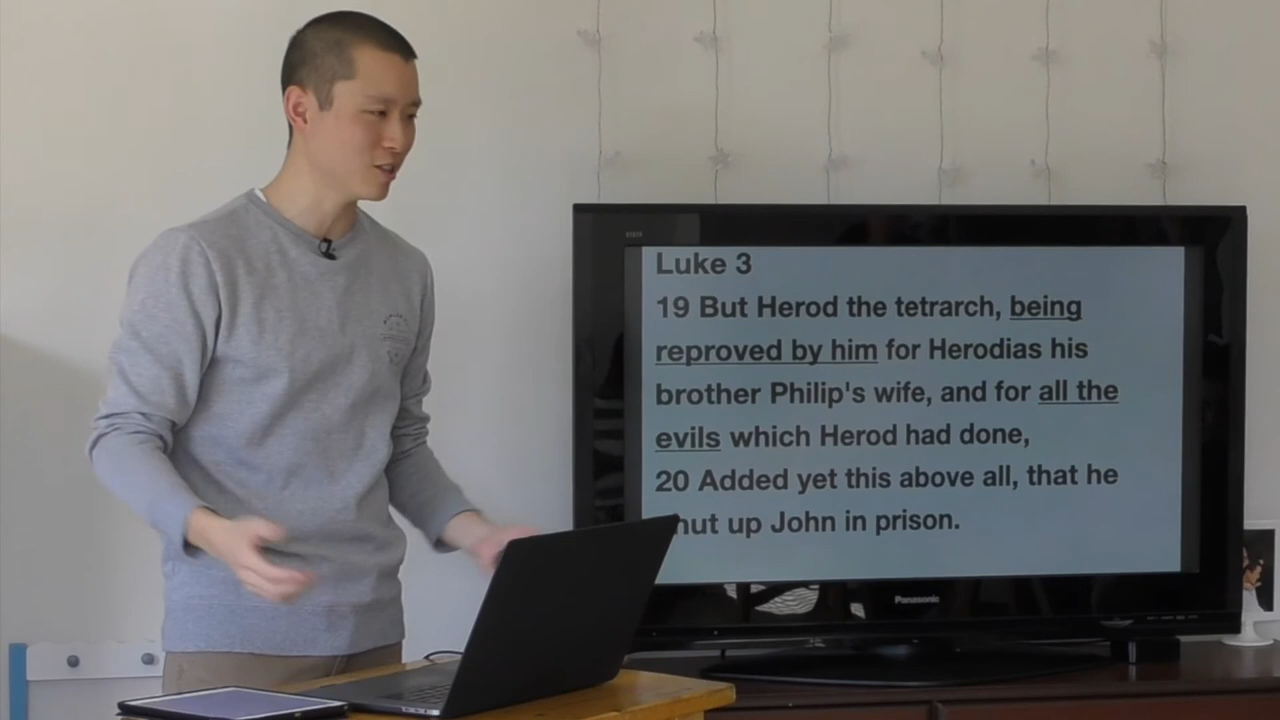 Luke 3
19 But Herod the tetrarch, being
reproved by him for Herodias his
brother Philip's wife, and for all the
evils which Herod had done,
20 Added yet this above all, that he
hut up John in prison.
Panasonic